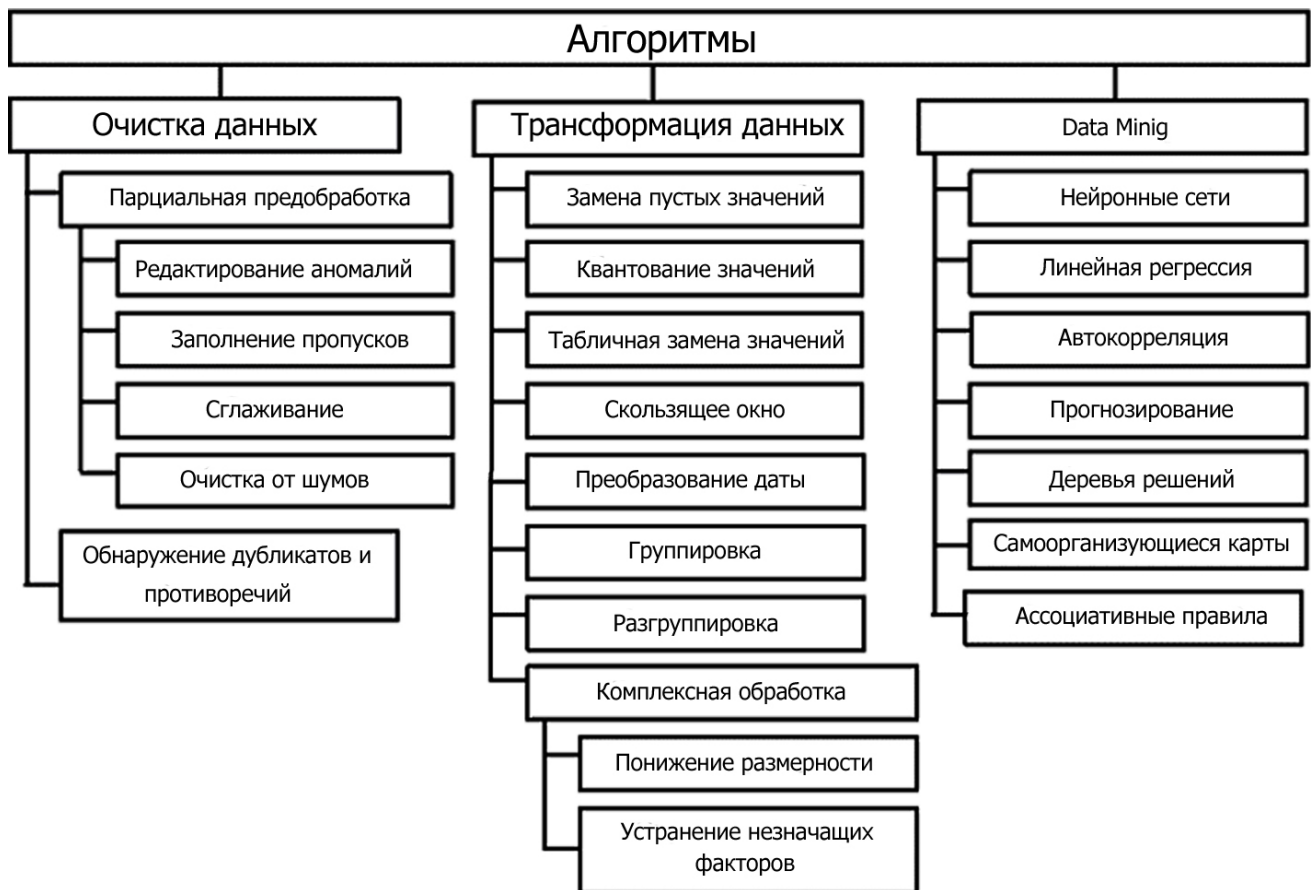 Алгоритмы
Очистка данных
Парциальная предобработка
Редактирование аномалий
Заполнение пропусков
Сглаживание
Очистка от шумов
Обнаружение дубликатов и
противоречий
Трансформация данных
Замена пустых значений
Квантование значений
Табличная замена значений
Скользящее окно
Преобразование даты
Группировка
Разгруппировка
Комплексная обработка
Понижение размерности
Устранение незначащих
факторов
Data Minig
Нейронные сети
Линейная регрессия
Автокорреляция
Прогнозирование
Деревья решений
Самоорганизующиеся карты
Ассоциативные правила